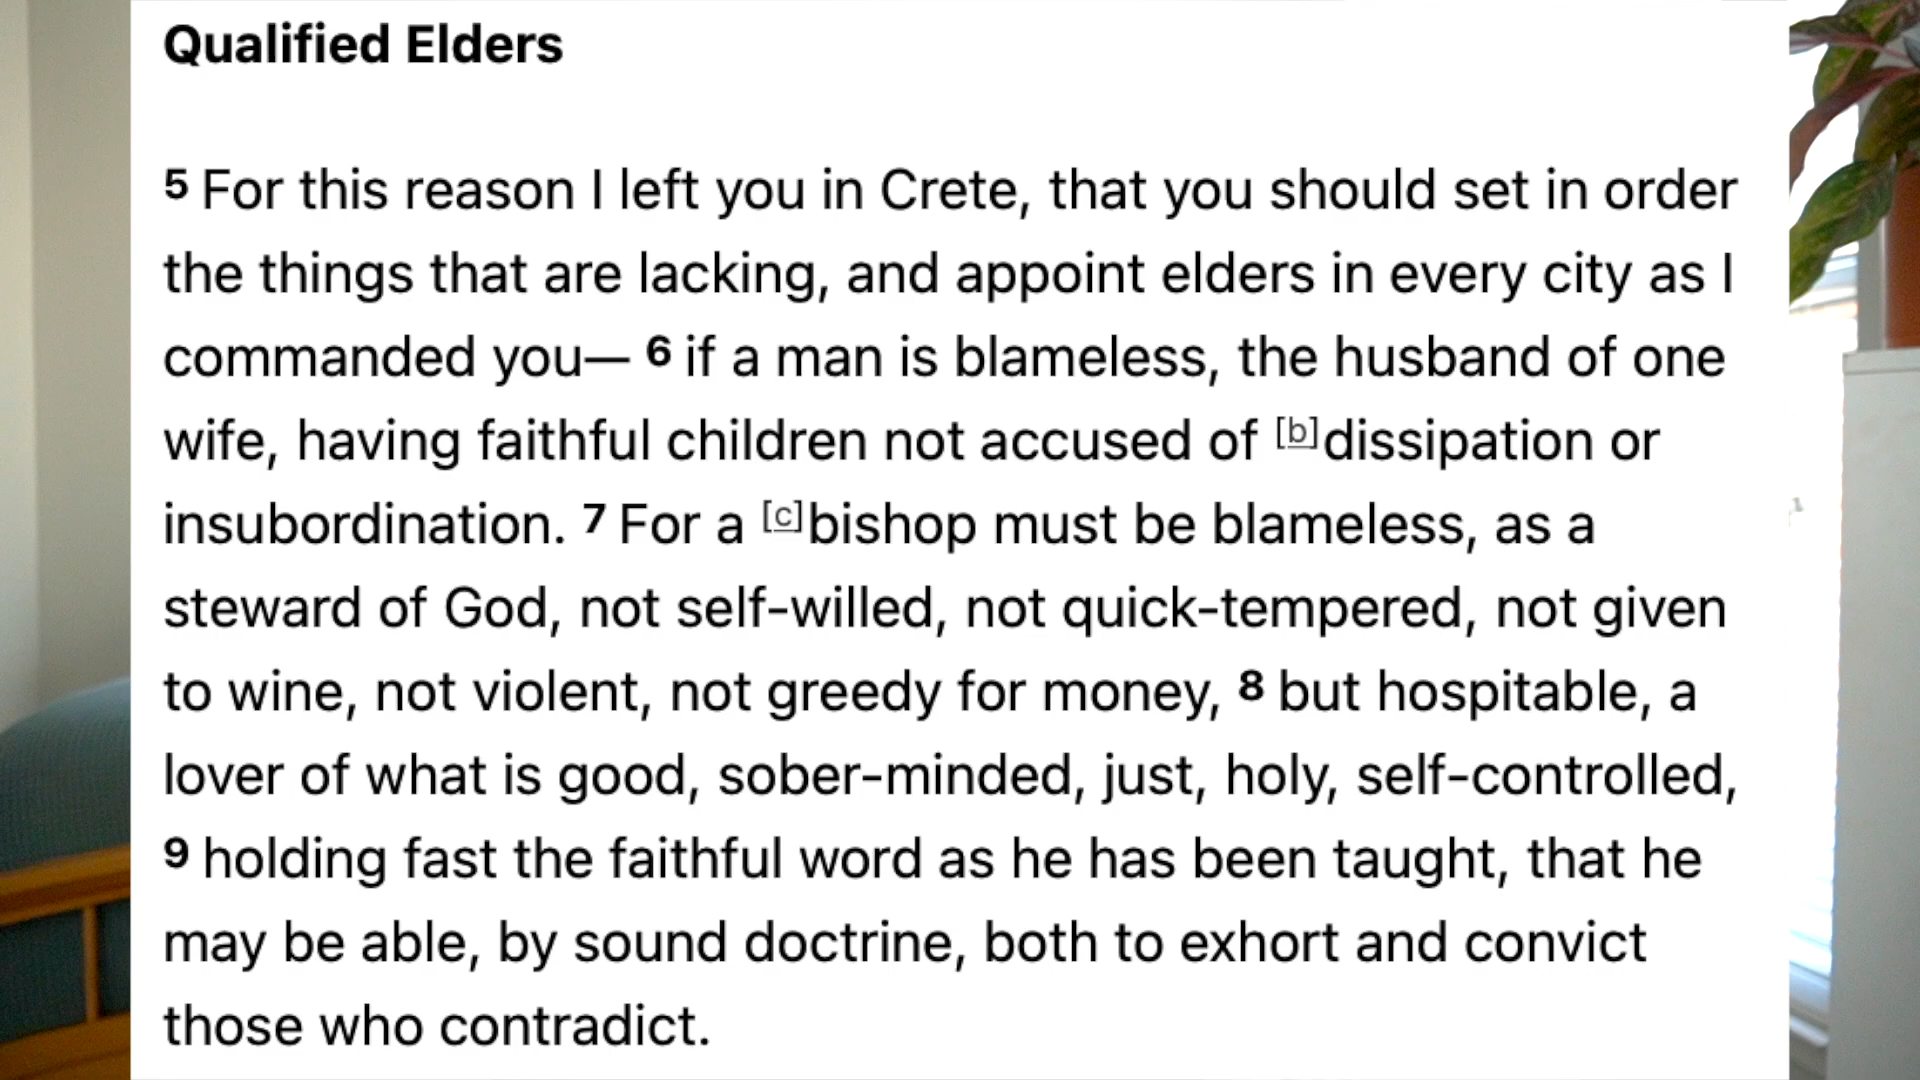 Qualified Elders
5 For this reason I left you in Crete, that you should set in order
the things that are lacking, and appoint elders in every city as I
commanded you— 6 if a man is blameless, the husband of one
wife, having faithful children not accused of [b]dissipation or
insubordination. 7 For a [c]bishop must be blameless, as a
steward of God, not self-willed, not quick-tempered, not given
to wine, not violent, not greedy for money, 8 but hospitable, a
lover of what is good, sober-minded, just, holy, self-controlled,
9 holding fast the faithful word as he has been taught, that he
may be able, by sound doctrine, both to exhort and convict
those who contradict.